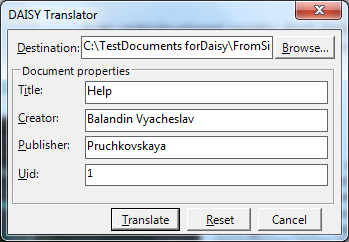 DAISY Translator
Destination: C:\TestDocuments forDaisy\FromSi Browse...
Document properties
Title: Help
Creator: Balandin Vyacheslav
Publisher: Pruchkovskaya
Uid: 1
Translate Reset Cancel